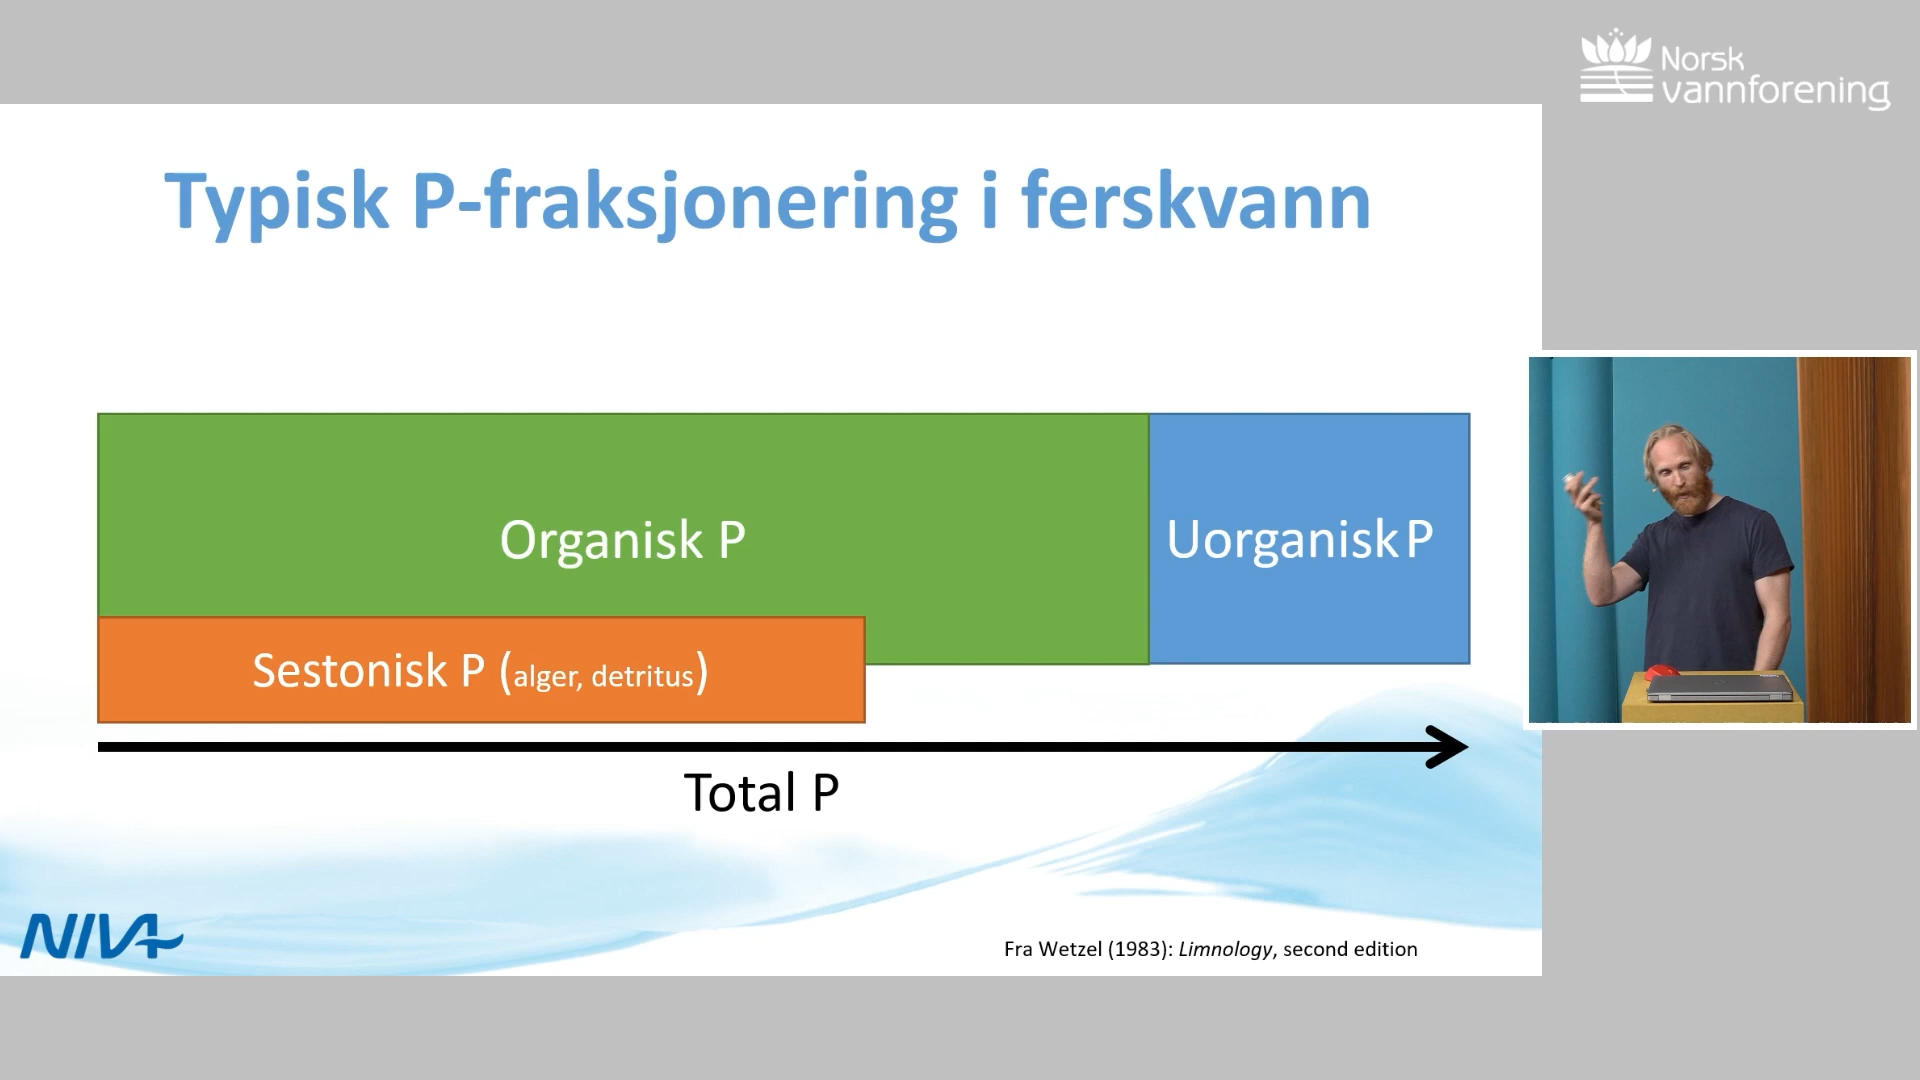 Norsk
vannforening
Typisk P-fraksjonering i ferskvann
Organisk P
Uorganisk P
Sestonisk P (alger, detritus)
Total P
NIVA
Fra Wetzel (1983): Limnology, second edition